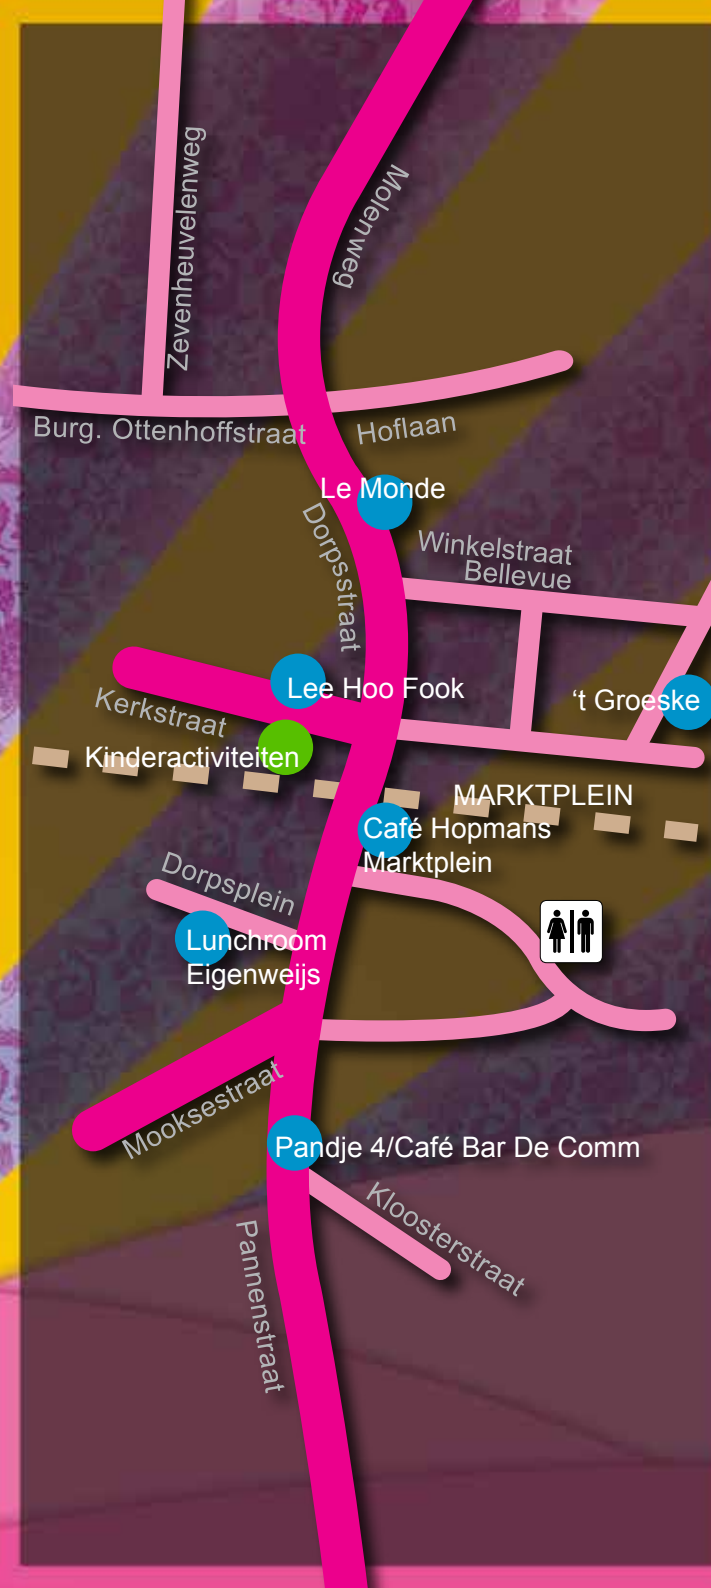 Zevenheuvelenweg
Molenweg
Burg. Ottenhoffstraat
Hoflaan
Le Monde
Dorpsstraat
Winkelstraat
Bellevue
Lee Hoo Fook
‘t Groeske
Kerkstraat
Kinderactiviteiten
MARKTPLEIN
Café Hopmans
Marktplein
Dorpsplein
Lunchroom
Eigenweijs
Mooksestraat
Pandje 4/Café Bar De Comm
Kloosterstraat
Pannenstraat